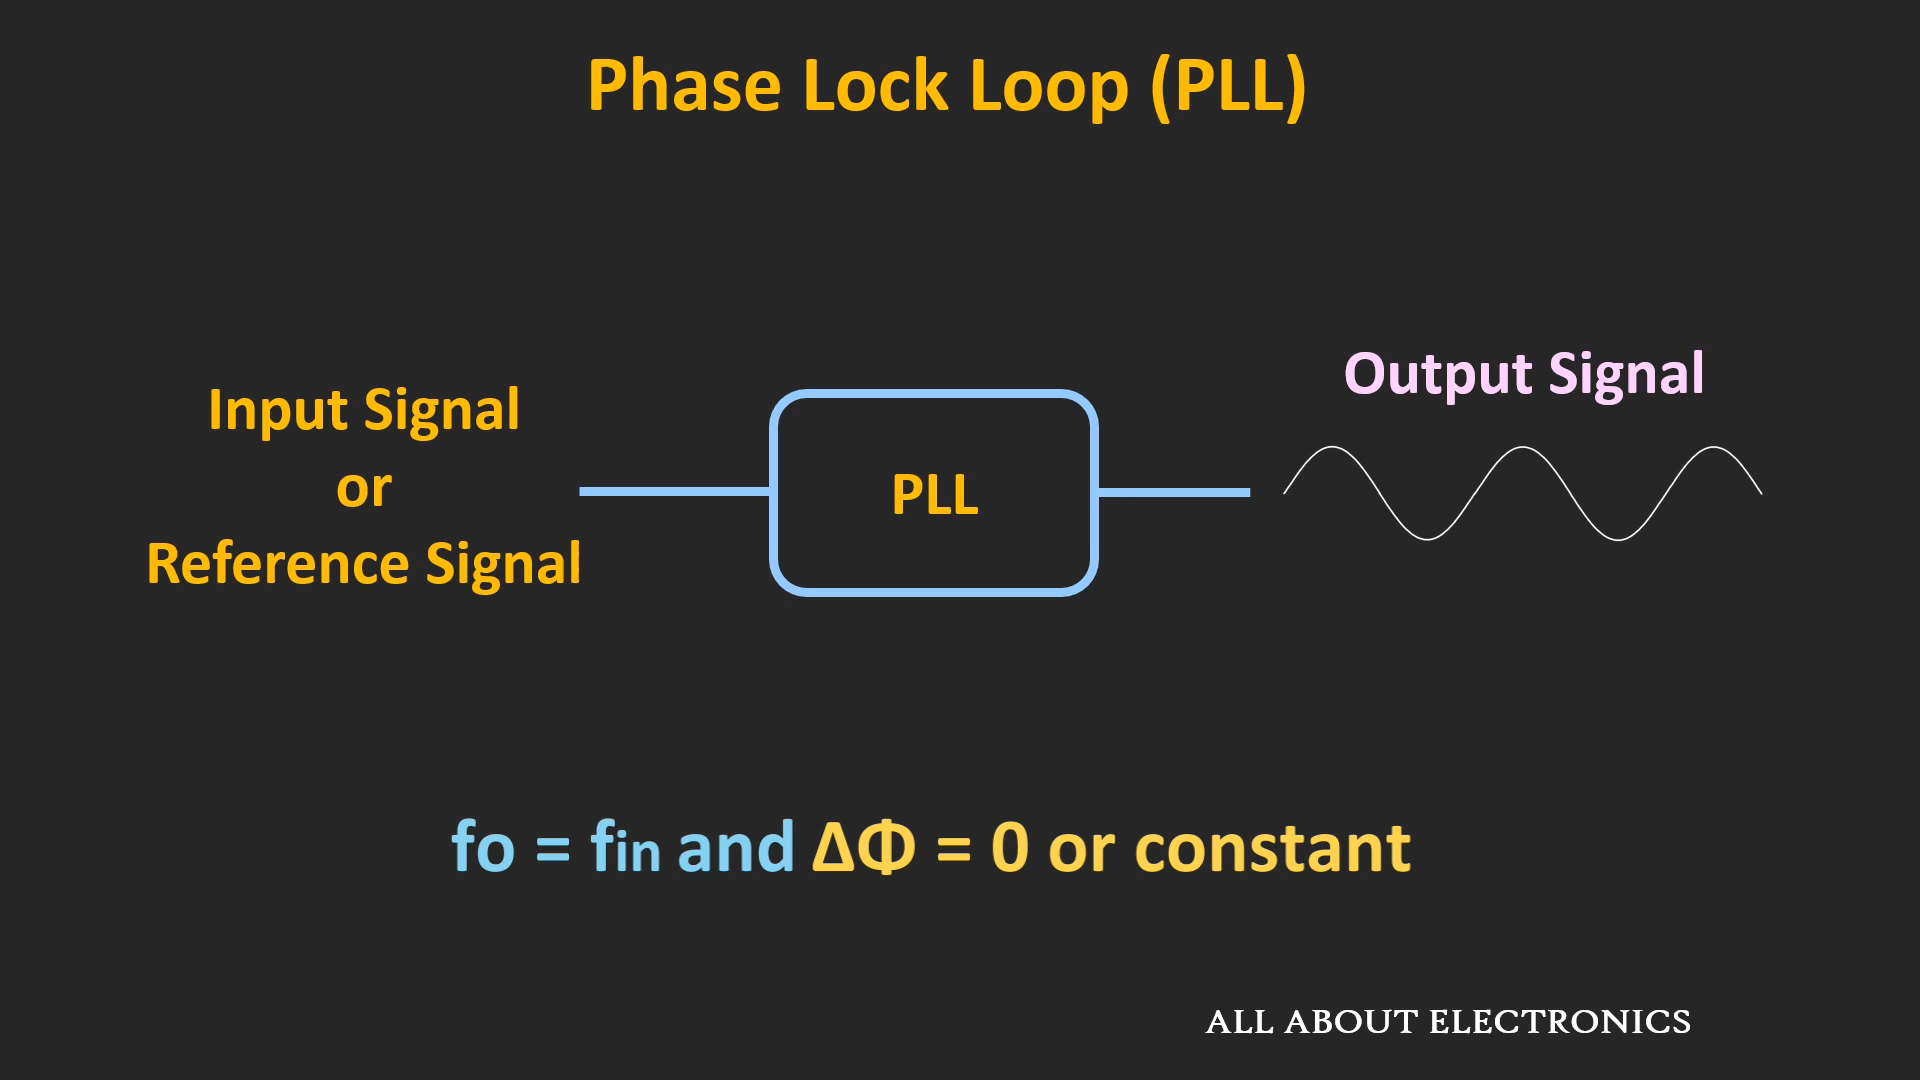 Phase Lock Loop (PLL)
Input Signal
or
Reference Signal
PLL
Output Signal
fo = fin and ΔΦ = 0 or constant
ALL ABOUT ELECTRONICS